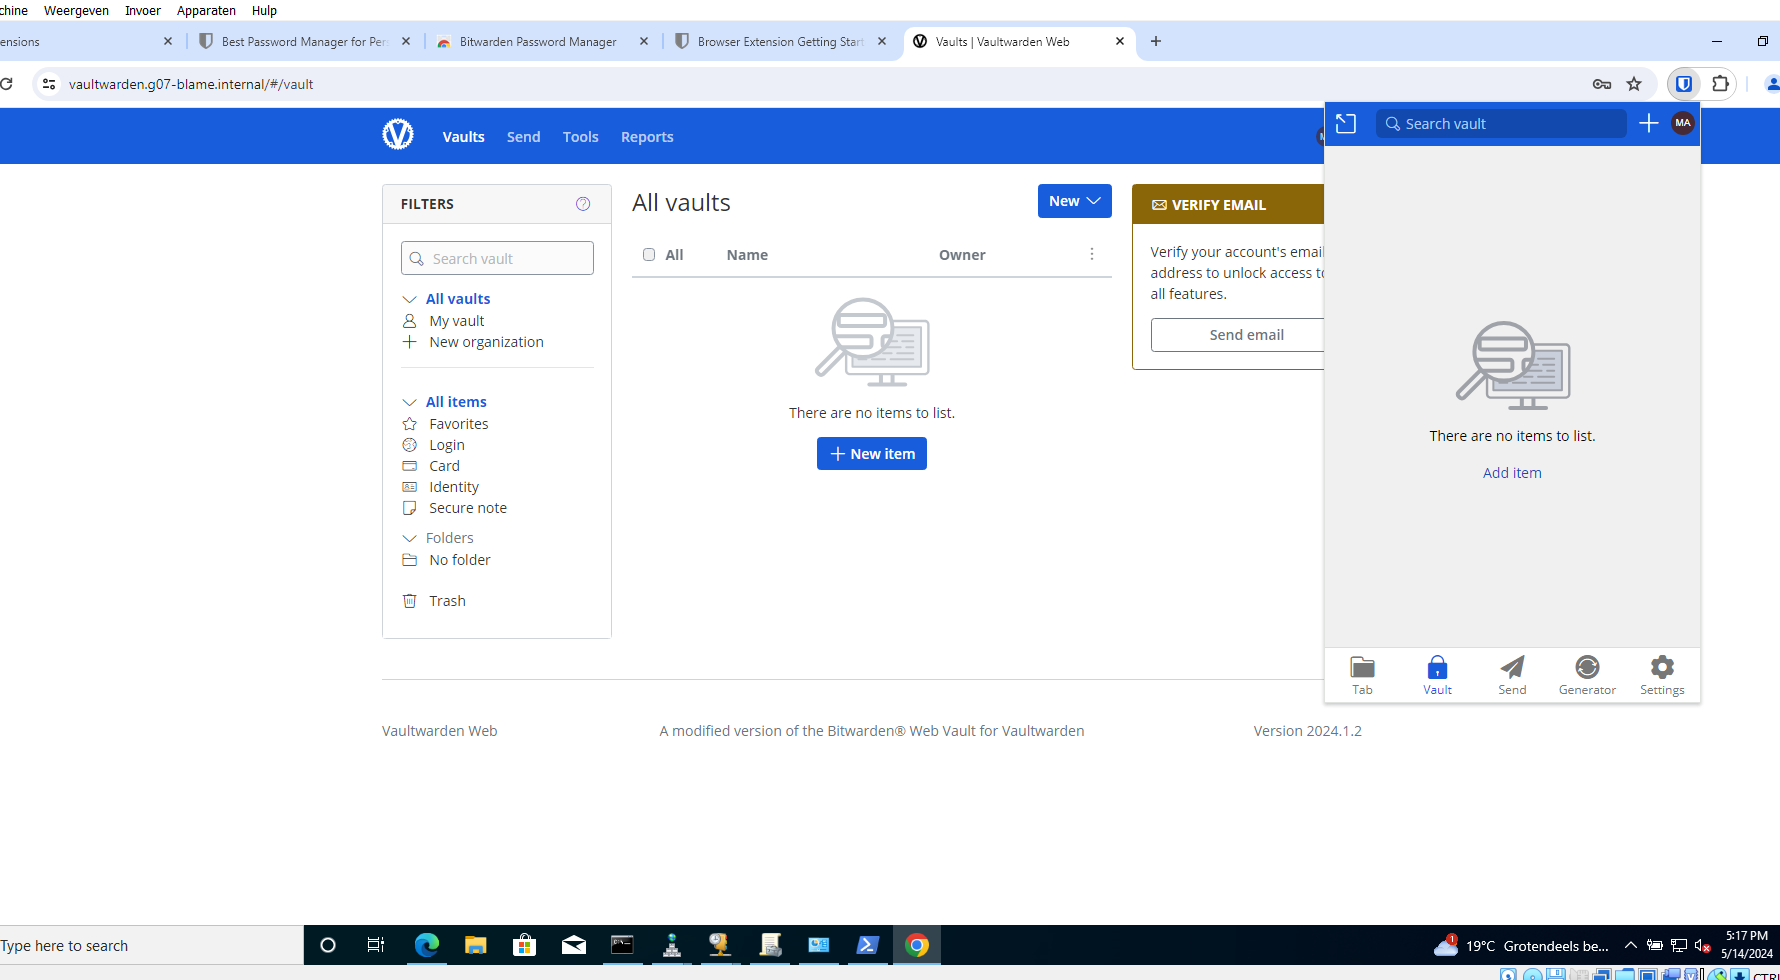 chine Weergeven Invoer Apparaten Hulp
ensions Best Password Manager for Per Bitwarden Password Manager Browser Extension Getting Start Vaults | Vaultwarden Web
vaultwarden.g07-blame.internal/#/vault
Vaults Send Tools Reports
Search vault MA
FILTERS
Search vault
All vaults
My vault
New organization
All items
Favorites
Login
Card
Identity
Secure note
Folders
No folder
Trash
All vaults New
All Name Owner
There are no items to list.
New item
VERIFY EMAIL
Verify your account's email
address to unlock access to
all features.
Send email
There are no items to list.
Add item
Tab Vault Send Generator Settings
Vaultwarden Web A modified version of the Bitwarden® Web Vault for Vaultwarden Version 2024.1.2
Type here to search
1 19°C Grotendeels be...
5:17 PM
5/14/2024